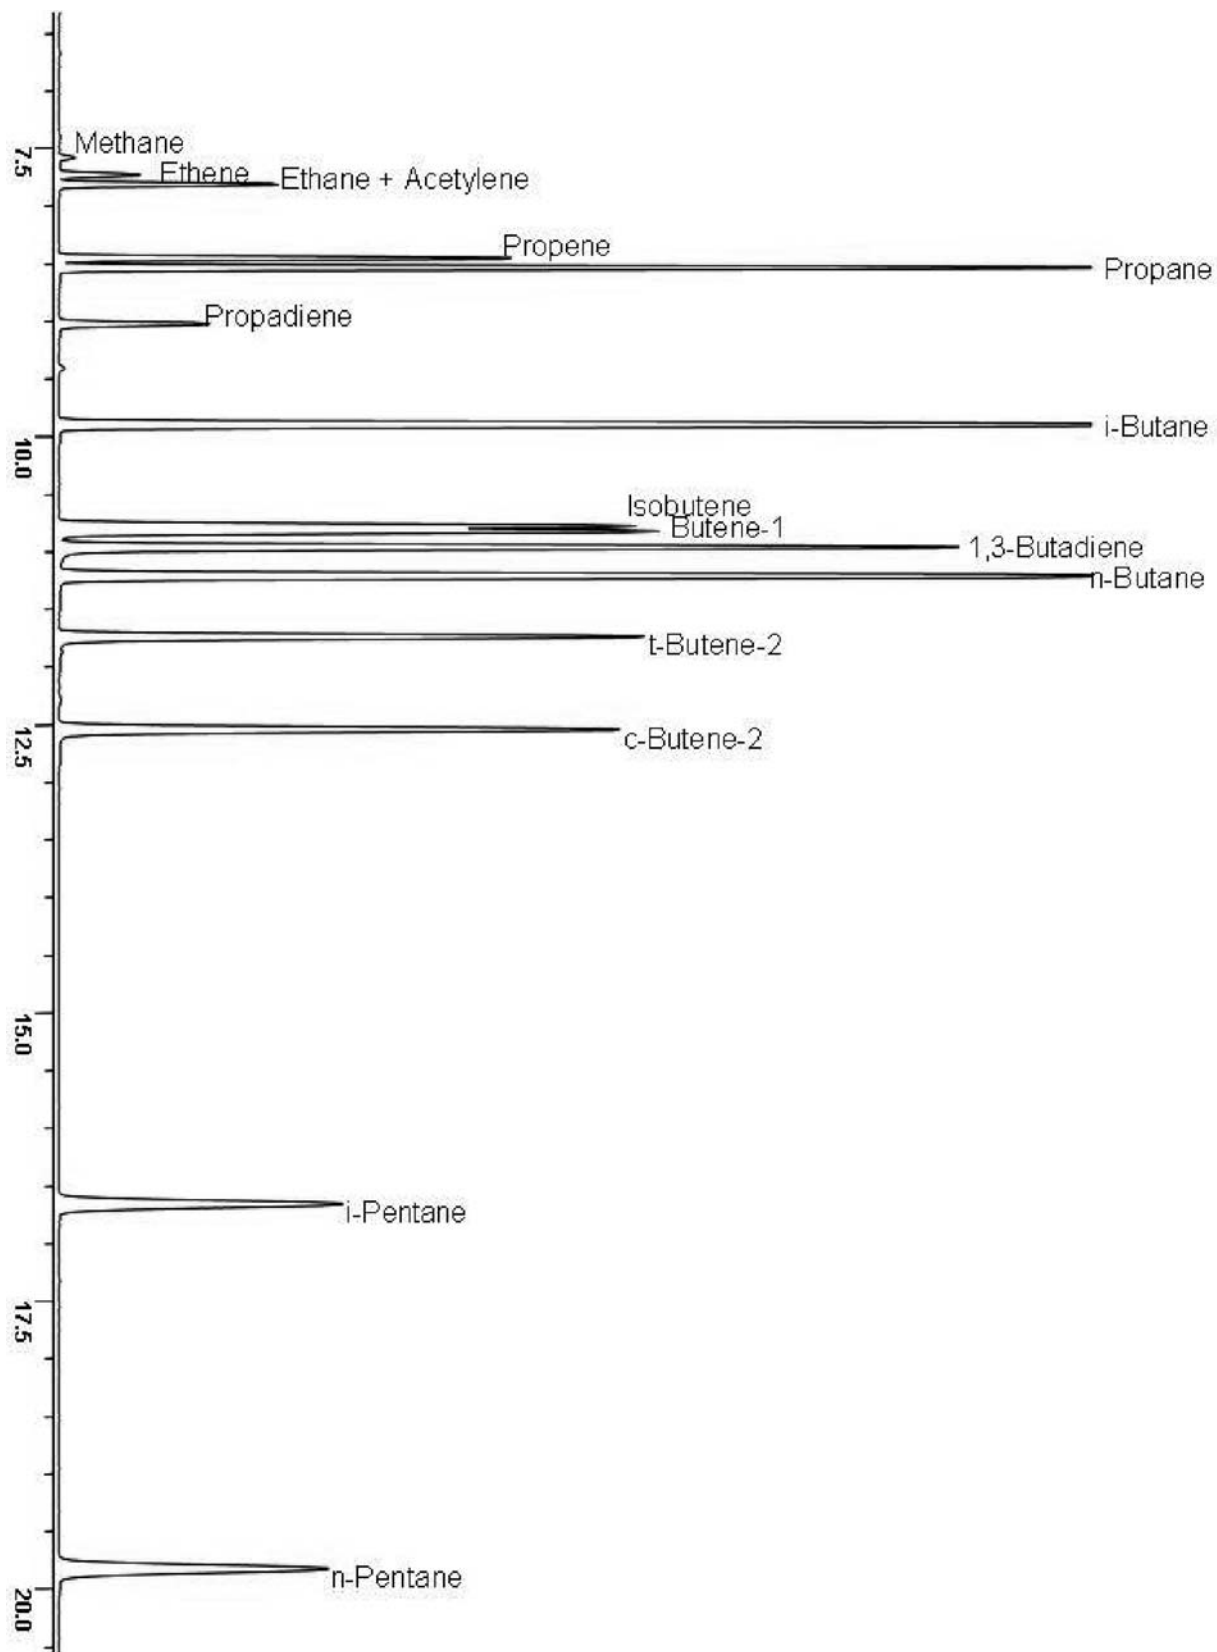 Methane
7.5
Ethene
Ethane + Acetylene
Propene
Propane
Propadiene
i-Butane
10.0
Isobutene
Butene-1
1,3-Butadiene
n-Butane
t-Butene-2
12.5
c-Butene-2
15.0
i-Pentane
17.5
n-Pentane
20.0